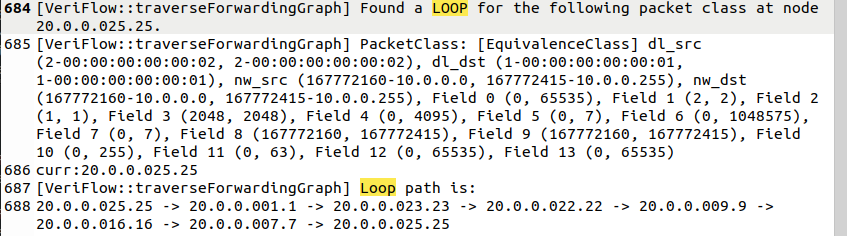 684 [VeriFlow::traverseForwardingGraph] Found a LOOP for the following packet class at node
20.0.0.025.25.
685 [VeriFlow::traverseForwardingGraph] PacketClass: [EquivalenceClass] dl_src
(2-00:00:00:00:00:02, 2-00:00:00:00:00:02), dl_dst (1-00:00:00:00:00:01,
1-00:00:00:00:00:01), nw_src (167772160-10.0.0.0, 167772415-10.0.0.255), nw_dst
(167772160-10.0.0.0, 167772415-10.0.0.255), Field 0 (0, 65535), Field 1 (2, 2), Field 2
(1, 1), Field 3 (2048, 2048), Field 4 (0, 4095), Field 5 (0, 7), Field 6 (0, 1048575),
Field 7 (0, 7), Field 8 (167772160, 167772415), Field 9 (167772160, 167772415), Field
10 (0, 255), Field 11 (0, 63), Field 12 (0, 65535), Field 13 (0, 65535)
686 curr:20.0.0.025.25
687 [VeriFlow::traverseForwardingGraph] Loop path is:
688 20.0.0.025.25 -> 20.0.0.001.1 -> 20.0.0.023.23 -> 20.0.0.022.22 -> 20.0.0.009.9 ->
20.0.0.016.16 -> 20.0.0.007.7 -> 20.0.0.025.25